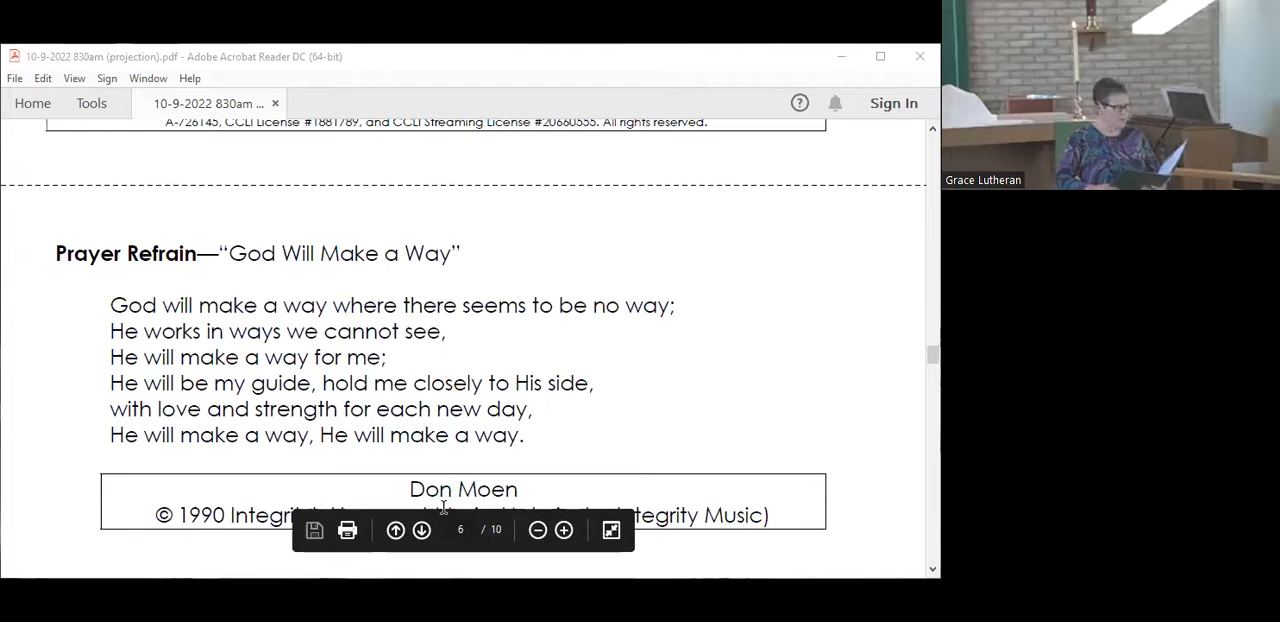 10-9-2022 830am (projection).pdf - Adobe Acrobat Reader DC (64-bit)
File Edit View Sign Window Help
Home Tools 10-9-2022 830am ... × Sign In
A-726145, CCLI License #1881789, and CCLI Streaming License #20660555. All rights reserved.
Grace Lutheran
Prayer Refrain—“God Will Make a Way”
God will make a way where there seems to be no way;
He works in ways we cannot see,
He will make a way for me;
He will be my guide, hold me closely to His side,
with love and strength for each new day,
He will make a way, He will make a way.
Don Moen
© 1990 Integrity Music)
6 / 10